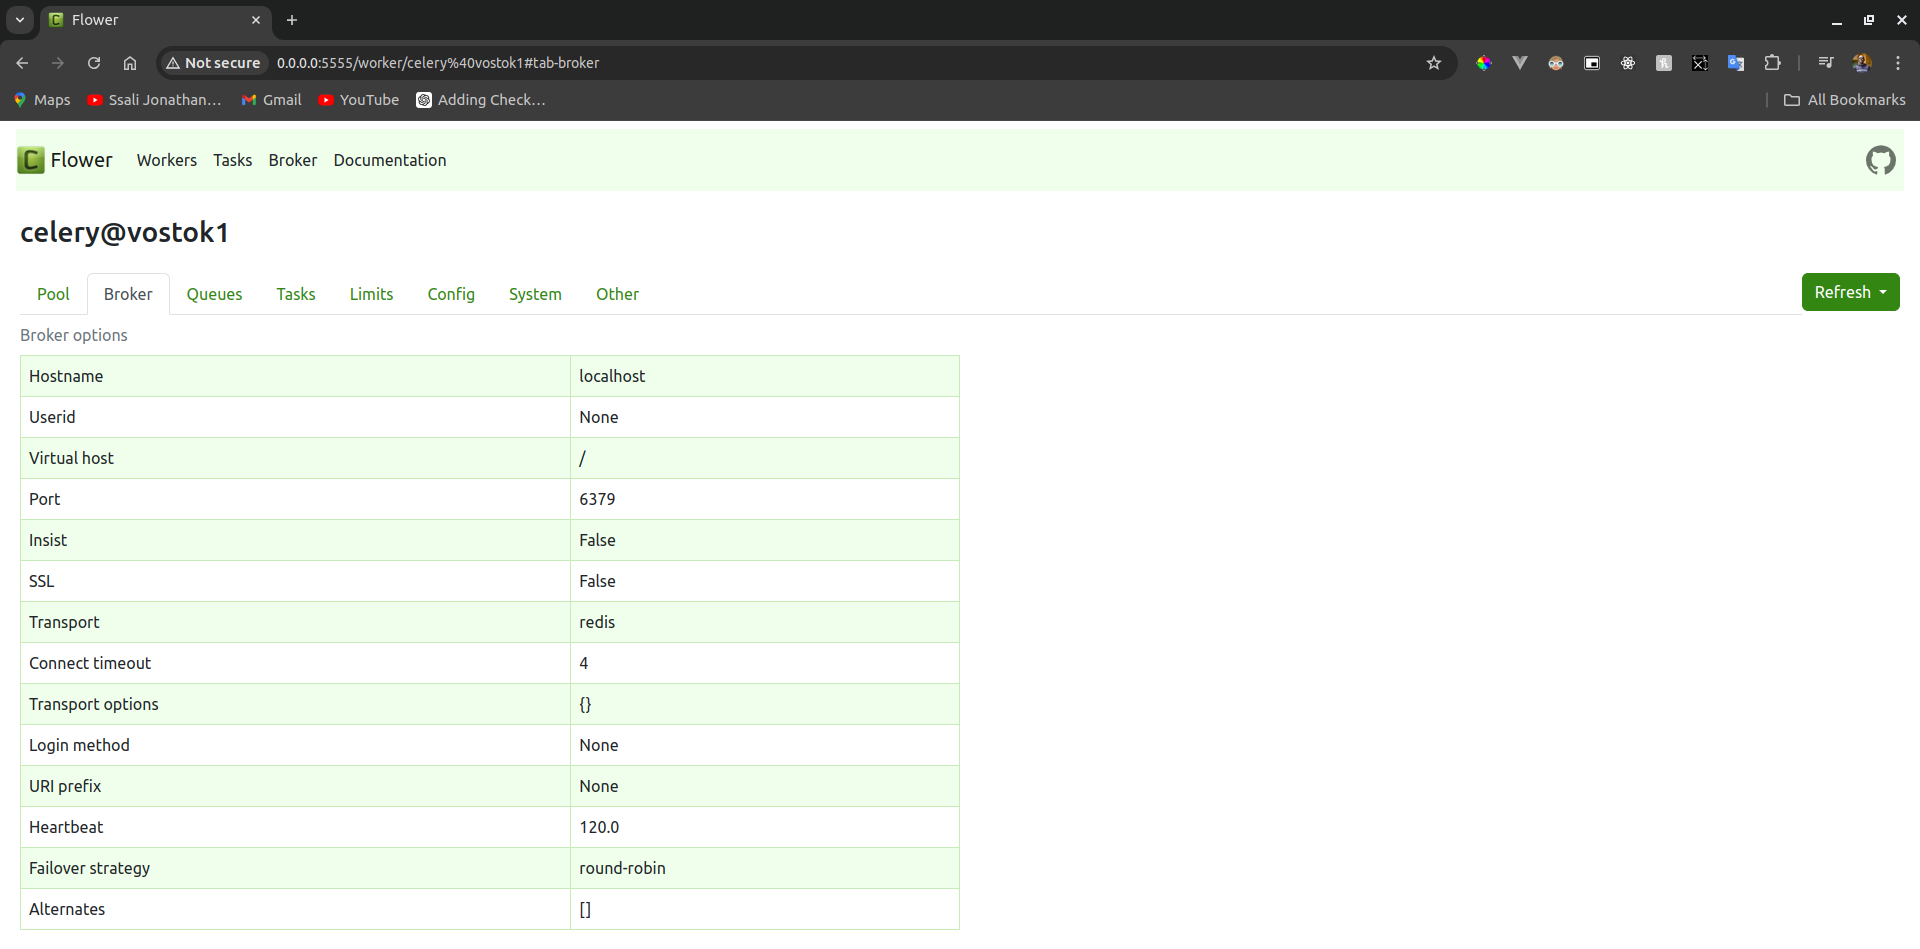 Flower
Not secure 0.0.0.0:5555/worker/celery%40vostok1#tab-broker
Maps Ssali Jonathan... Gmail YouTube Adding Check... All Bookmarks
C Flower Workers Tasks Broker Documentation
celery@vostok1
Pool Broker Queues Tasks Limits Config System Other Refresh
Broker options
Hostname localhost
Userid None
Virtual host /
Port 6379
Insist False
SSL False
Transport redis
Connect timeout 4
Transport options {}
Login method None
URI prefix None
Heartbeat 120.0
Failover strategy round-robin
Alternates []